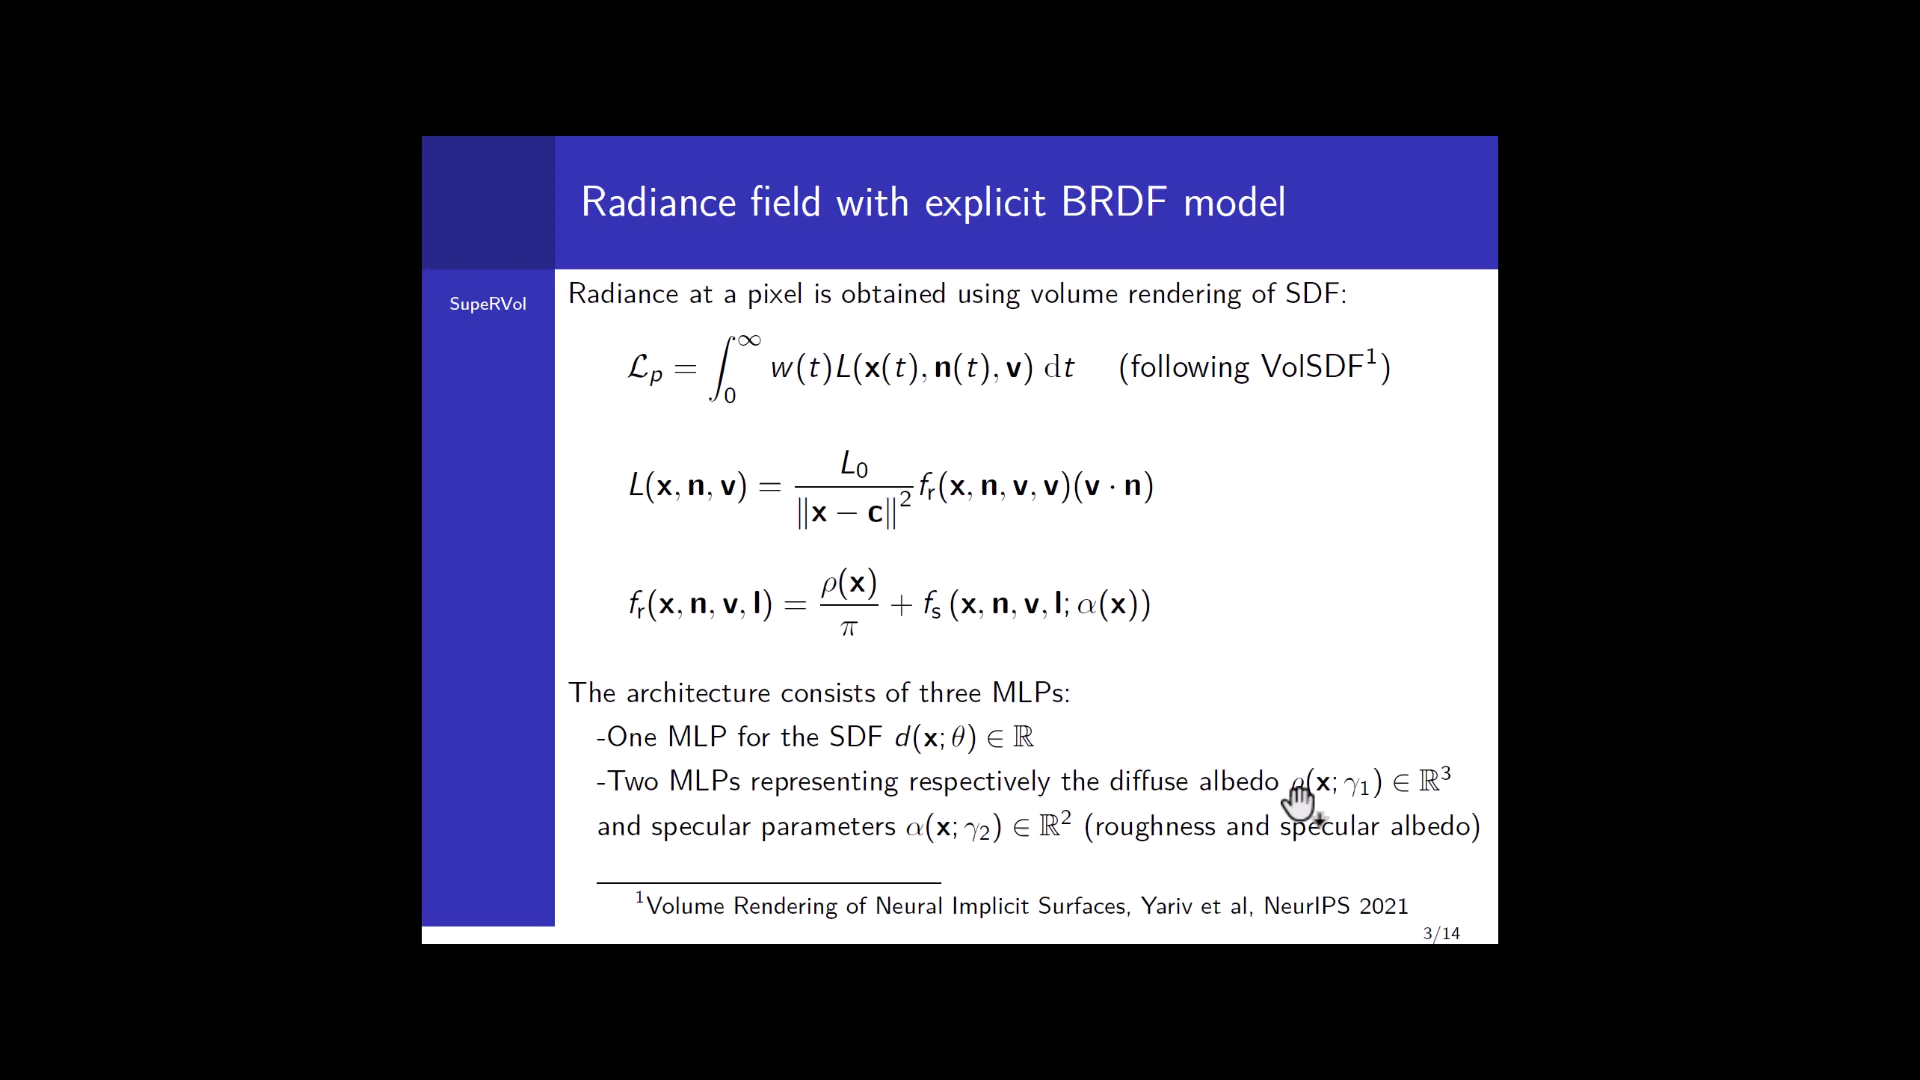 Radiance field with explicit BRDF model
SupeRVol
Radiance at a pixel is obtained using volume rendering of SDF:
ℒₚ = ∫₀^∞ w(t)L(x(t), n(t), v) dt (following VolSDF¹)
L(x, n, v) = L₀ / ‖x − c‖² fᵣ(x, n, v, v)(v · n)
fᵣ(x, n, v, l) = ρ(x) / π + fₛ (x, n, v, l; α(x))
The architecture consists of three MLPs:
-One MLP for the SDF d(x; θ) ∈ ℝ
-Two MLPs representing respectively the diffuse albedo ρ(x; γ₁) ∈ ℝ³
and specular parameters α(x; γ₂) ∈ ℝ² (roughness and specular albedo)
¹Volume Rendering of Neural Implicit Surfaces, Yariv et al, NeurIPS 2021
3/14